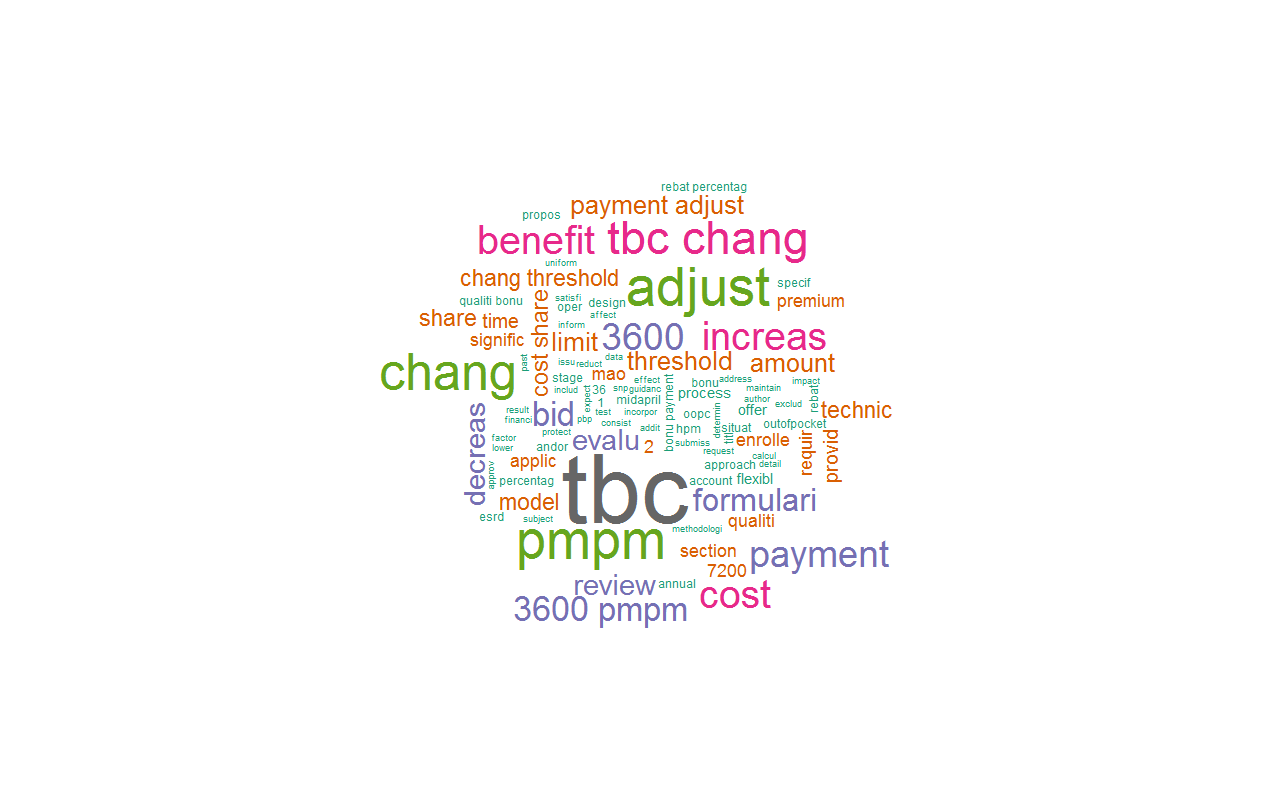 rebat percentag
payment adjust
propos
benefit
tbc chang
uniform
chang threshold
adjust
specif
qualiti bonu
satisfi
oper
design
premium
affect
share
time
cost share
inform
3600
increas
signific
limit
past
issu
reduct
data
threshold
amount
chang
stage
mao
effect
bonu
address
impact
includ
36
snp
guidanc
process
maintain
rebat
expect
1
midapril
bonu payment
author
exclud
decreas
result
financi
bid
test
incorpor
oopc
determin
offer
technic
pbp
consist
addit
hpm
situat
outofpocket
factor
lower
protect
andor
evalu
2
submiss
titl
enrolle
requir
provid
applic
request
calcul
approv
approach
detail
percentag
tbc
account
flexibl
model
formulari
esrd
subject
qualiti
methodologi
pmpm
section
payment
7200
review
annual
cost
3600 pmpm